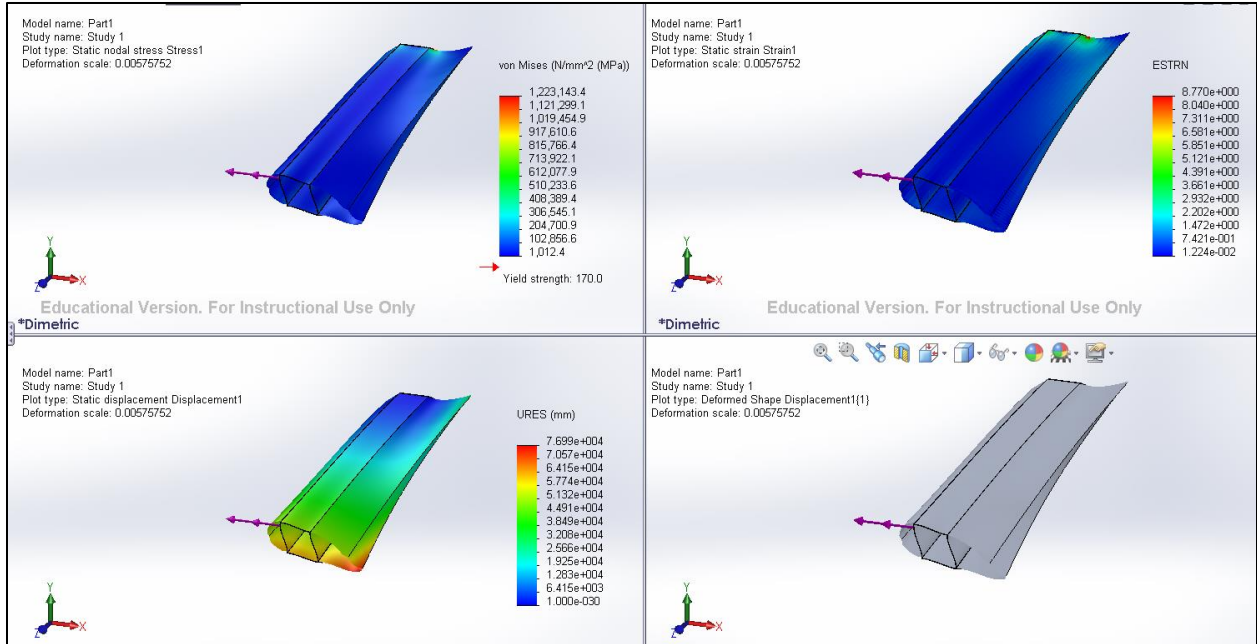 Model name: Part1
Study name: Study 1
Plot type: Static nodal stress Stress1
Deformation scale: 0.00575752
von Mises (N/mm^2 (MPa))
1,223,143.4
1,121,299.1
1,019,454.9
917,610.6
815,766.4
713,922.1
612,077.9
510,233.6
408,389.4
306,545.1
204,700.9
102,856.6
1,012.4
Yield strength: 170.0
Y
X
Z
Educational Version. For Instructional Use Only
*Dimetric
Model name: Part1
Study name: Study 1
Plot type: Static strain Strain1
Deformation scale: 0.00575752
ESTRN
8.770e+000
8.040e+000
7.311e+000
6.581e+000
5.851e+000
5.121e+000
4.391e+000
3.661e+000
2.932e+000
2.202e+000
1.472e+000
7.421e-001
1.224e-002
Y
X
Z
Educational Version. For Instructional Use Only
*Dimetric
Model name: Part1
Study name: Study 1
Plot type: Static displacement Displacement1
Deformation scale: 0.00575752
URES (mm)
7.699e+004
7.057e+004
6.415e+004
5.774e+004
5.132e+004
4.491e+004
3.849e+004
3.208e+004
2.566e+004
1.925e+004
1.283e+004
6.415e+003
1.000e-030
Y
X
Z
Model name: Part1
Study name: Study 1
Plot type: Deformed Shape Displacement1{1}
Deformation scale: 0.00575752
Y
X
Z